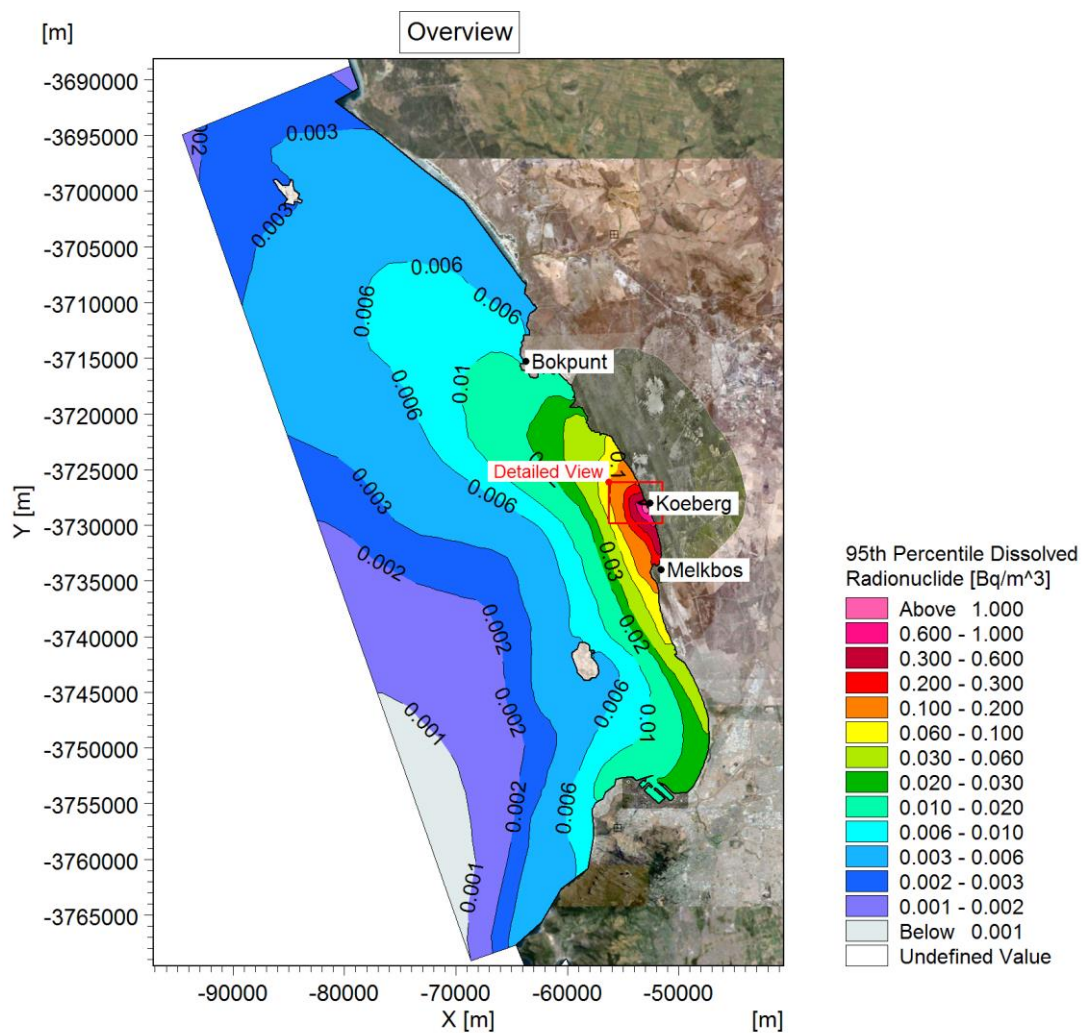 [m]
Overview
-3690000
-3695000
-3700000
-3705000
-3710000
-3715000
-3720000
-3725000
-3730000
-3735000
-3740000
-3745000
-3750000
-3755000
-3760000
-3765000
Y [m]
0.003
0.003
0.006
0.006
0.006
0.006
0.01
Bokpunt
0.1
Detailed View
Koeberg
0.006
0.003
0.03
Melkbos
0.002
0.02
0.002
0.006
0.002
0.01
0.001
0.002
0.006
0.001
-90000
-80000
-70000
-60000
-50000
X [m]
[m]
95th Percentile Dissolved
Radionuclide [Bq/m^3]
Above 1.000
0.600 - 1.000
0.300 - 0.600
0.200 - 0.300
0.100 - 0.200
0.060 - 0.100
0.030 - 0.060
0.020 - 0.030
0.010 - 0.020
0.006 - 0.010
0.003 - 0.006
0.002 - 0.003
0.001 - 0.002
Below 0.001
Undefined Value